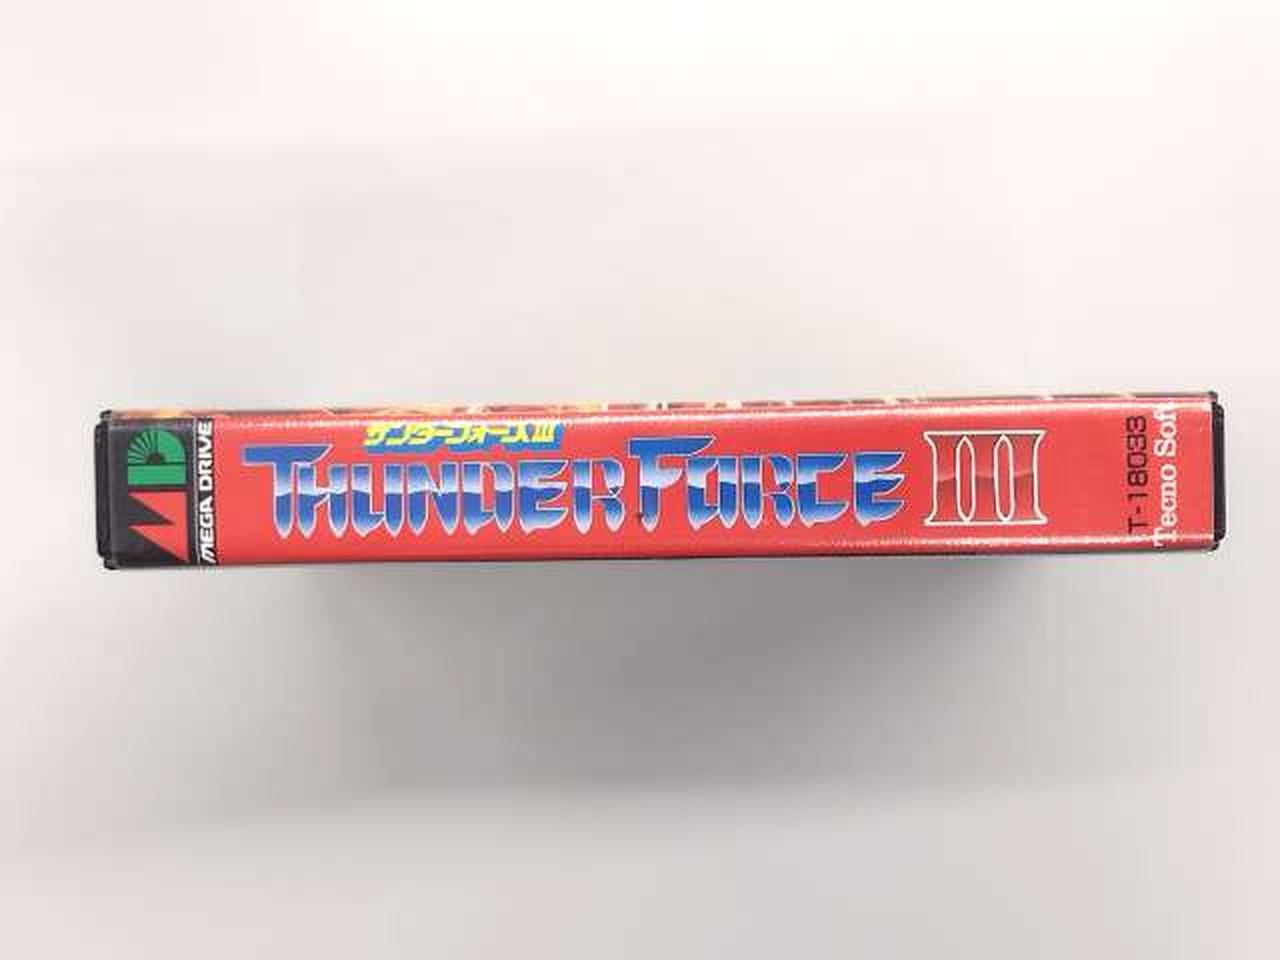 MD
MEGA DRIVE
サンダーフォースIII
THUNDER FORCE III
T-18033
Tecno Soft